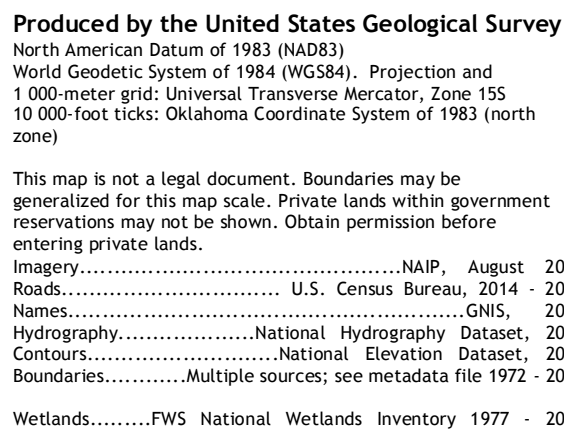 Produced by the United States Geological Survey
North American Datum of 1983 (NAD83)
World Geodetic System of 1984 (WGS84). Projection and
1 000-meter grid: Universal Transverse Mercator, Zone 15S
10 000-foot ticks: Oklahoma Coordinate System of 1983 (north
zone)
This map is not a legal document. Boundaries may be
generalized for this map scale. Private lands within government
reservations may not be shown. Obtain permission before
entering private lands.
Imagery...............................................NAIP, August 20
Roads................................ U.S. Census Bureau, 2014 - 20
Names..........................................................GNIS, 20
Hydrography....................National Hydrography Dataset, 20
Contours............................National Elevation Dataset, 20
Boundaries............Multiple sources; see metadata file 1972 - 20
Wetlands.........FWS National Wetlands Inventory 1977 - 20